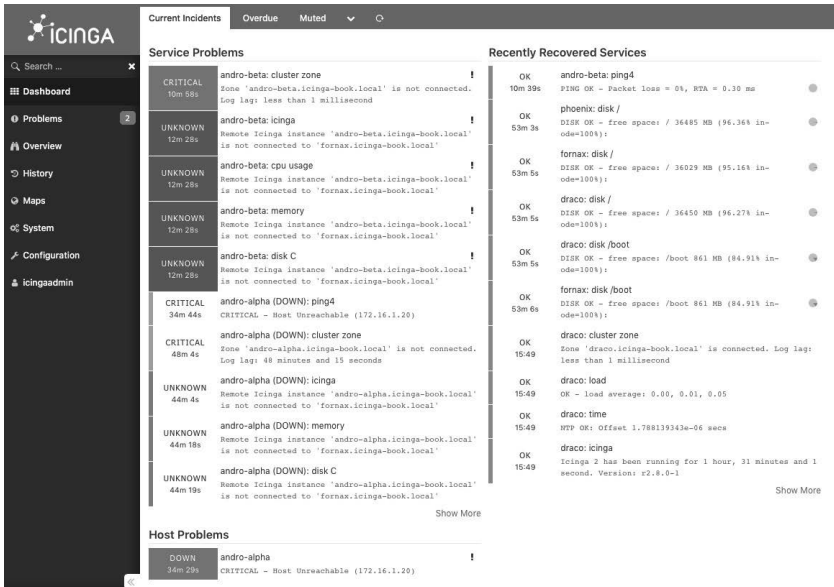 ICINGA
Search ...
Dashboard
Problems 2
Overview
History
Maps
System
Configuration
icingaadmin
Current Incidents Overdue Muted
Service Problems
CRITICAL
10m 58s
andro-beta: cluster zone !
Zone 'andro-beta.icinga-book.local' is not connected.
Log lag: less than 1 millisecond
UNKNOWN
12m 28s
andro-beta: icinga !
Remote Icinga instance 'andro-beta.icinga-book.local'
is not connected to 'fornax.icinga-book.local'
UNKNOWN
12m 28s
andro-beta: cpu usage !
Remote Icinga instance 'andro-beta.icinga-book.local'
is not connected to 'fornax.icinga-book.local'
UNKNOWN
12m 28s
andro-beta: memory !
Remote Icinga instance 'andro-beta.icinga-book.local'
is not connected to 'fornax.icinga-book.local'
UNKNOWN
12m 28s
andro-beta: disk C !
Remote Icinga instance 'andro-beta.icinga-book.local'
is not connected to 'fornax.icinga-book.local'
CRITICAL
34m 44s
andro-alpha (DOWN): ping4
CRITICAL - Host Unreachable (172.16.1.20)
CRITICAL
48m 4s
andro-alpha (DOWN): cluster zone
Zone 'andro-alpha.icinga-book.local' is not connected.
Log lag: 48 minutes and 15 seconds
UNKNOWN
44m 4s
andro-alpha (DOWN): icinga
Remote Icinga instance 'andro-alpha.icinga-book.local'
is not connected to 'fornax.icinga-book.local'
UNKNOWN
44m 18s
andro-alpha (DOWN): memory
Remote Icinga instance 'andro-alpha.icinga-book.local'
is not connected to 'fornax.icinga-book.local'
UNKNOWN
44m 19s
andro-alpha (DOWN): disk C
Remote Icinga instance 'andro-alpha.icinga-book.local'
is not connected to 'fornax.icinga-book.local'
Show More
Host Problems
DOWN
34m 29s
andro-alpha !
CRITICAL - Host Unreachable (172.16.1.20)
Recently Recovered Services
OK
10m 39s
andro-beta: ping4
PING OK - Packet loss = 0%, RTA = 0.30 ms
OK
53m 3s
phoenix: disk /
DISK OK - free space: / 36485 MB (96.36% in-
ode=100%):
OK
53m 5s
fornax: disk /
DISK OK - free space: / 36029 MB (95.16% in-
ode=100%):
OK
53m 5s
draco: disk /
DISK OK - free space: / 36450 MB (96.27% in-
ode=100%):
OK
53m 5s
draco: disk /boot
DISK OK - free space: /boot 861 MB (84.91% in-
ode=100%):
OK
53m 6s
fornax: disk /boot
DISK OK - free space: /boot 861 MB (84.91% in-
ode=100%):
OK
15:49
draco: cluster zone
Zone 'draco.icinga-book.local' is connected. Log lag:
less than 1 millisecond
OK
15:49
draco: load
OK - load average: 0.00, 0.01, 0.05
OK
15:49
draco: time
NTP OK: Offset 1.788139343e-06 secs
OK
15:49
draco: icinga
Icinga 2 has been running for 1 hour, 31 minutes and 1
second. Version: r2.8.0-1
Show More